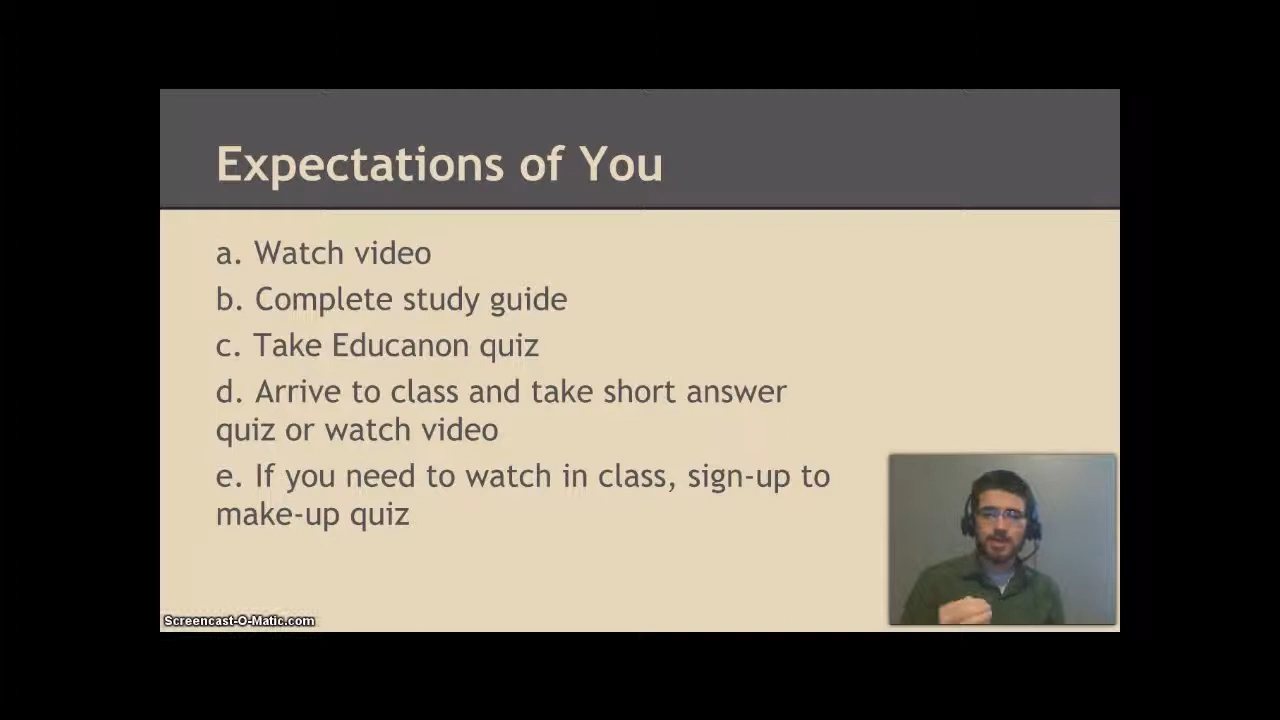 Expectations of You
a. Watch video
b. Complete study guide
c. Take Educanon quiz
d. Arrive to class and take short answer
quiz or watch video
e. If you need to watch in class, sign-up to
make-up quiz
Screencast-O-Matic.com